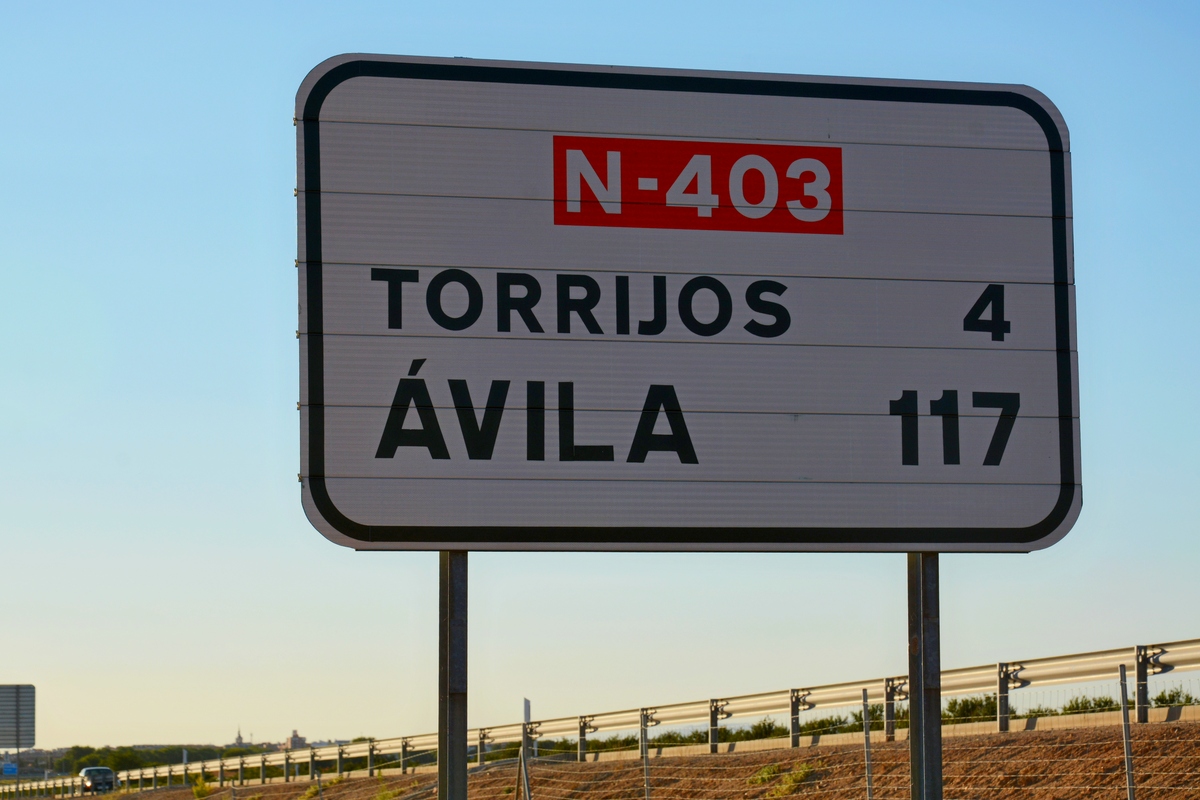 N-403
TORRIJOS 4
ÁVILA 117